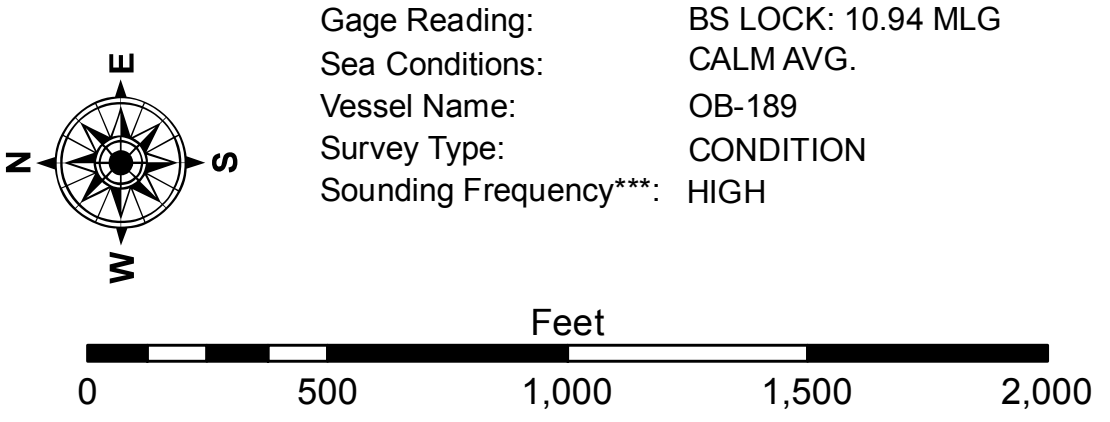 E
N
S
W
Gage Reading: BS LOCK: 10.94 MLG
Sea Conditions: CALM AVG.
Vessel Name: OB-189
Survey Type: CONDITION
Sounding Frequency***: HIGH
Feet
0 500 1,000 1,500 2,000